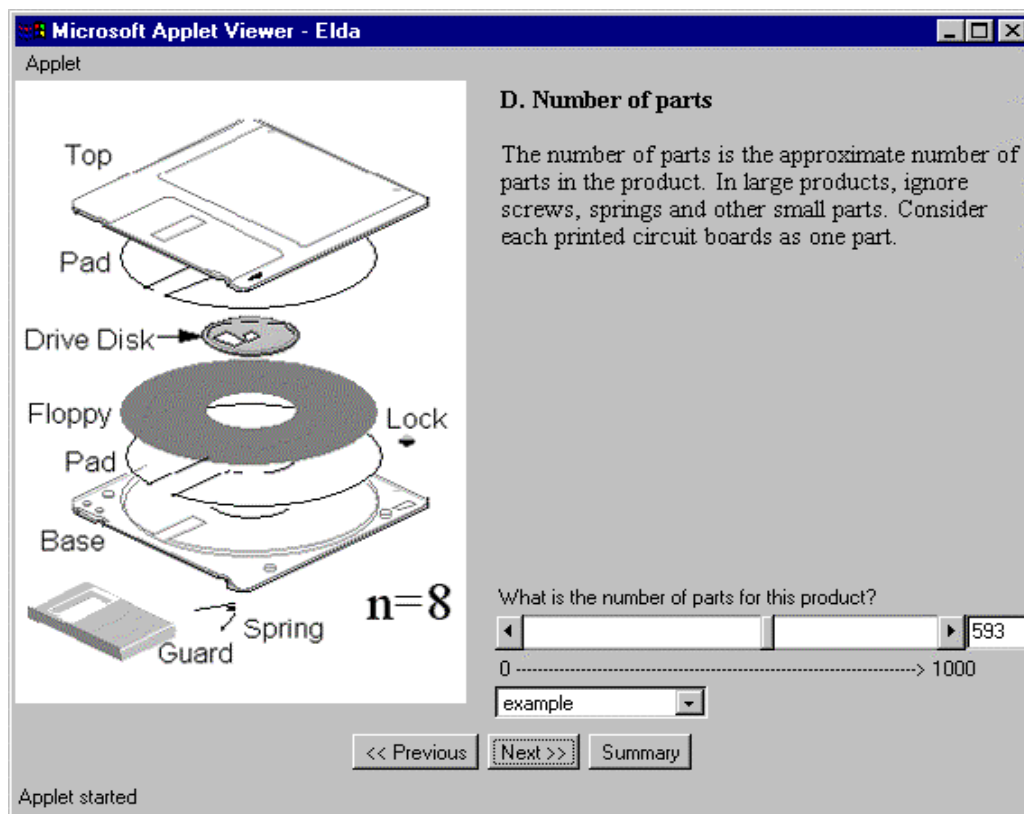 Microsoft Applet Viewer - Elda
Applet
Top
Pad
Drive Disk
Floppy
Lock
Pad
Base
n=8
Spring
Guard
D. Number of parts
The number of parts is the approximate number of
parts in the product. In large products, ignore
screws, springs and other small parts. Consider
each printed circuit boards as one part.
What is the number of parts for this product?
593
0 ------------------------------------------------------------> 1000
example
<< Previous
Next >>
Summary
Applet started